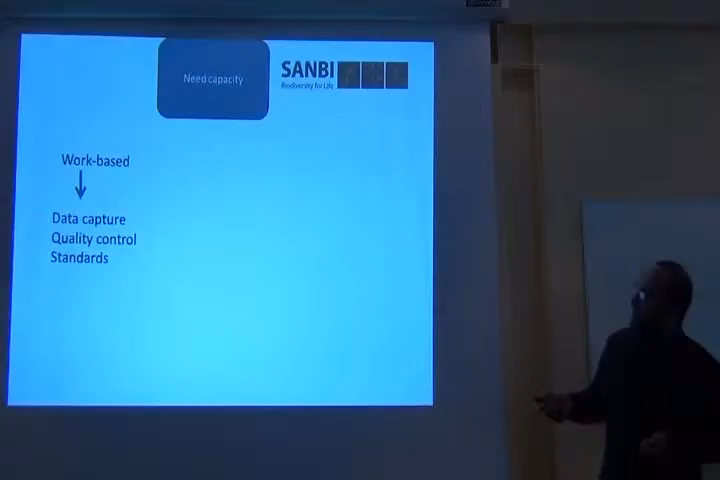 Need capacity
SANBI
Biodiversity for Life
Work-based
Data capture
Quality control
Standards